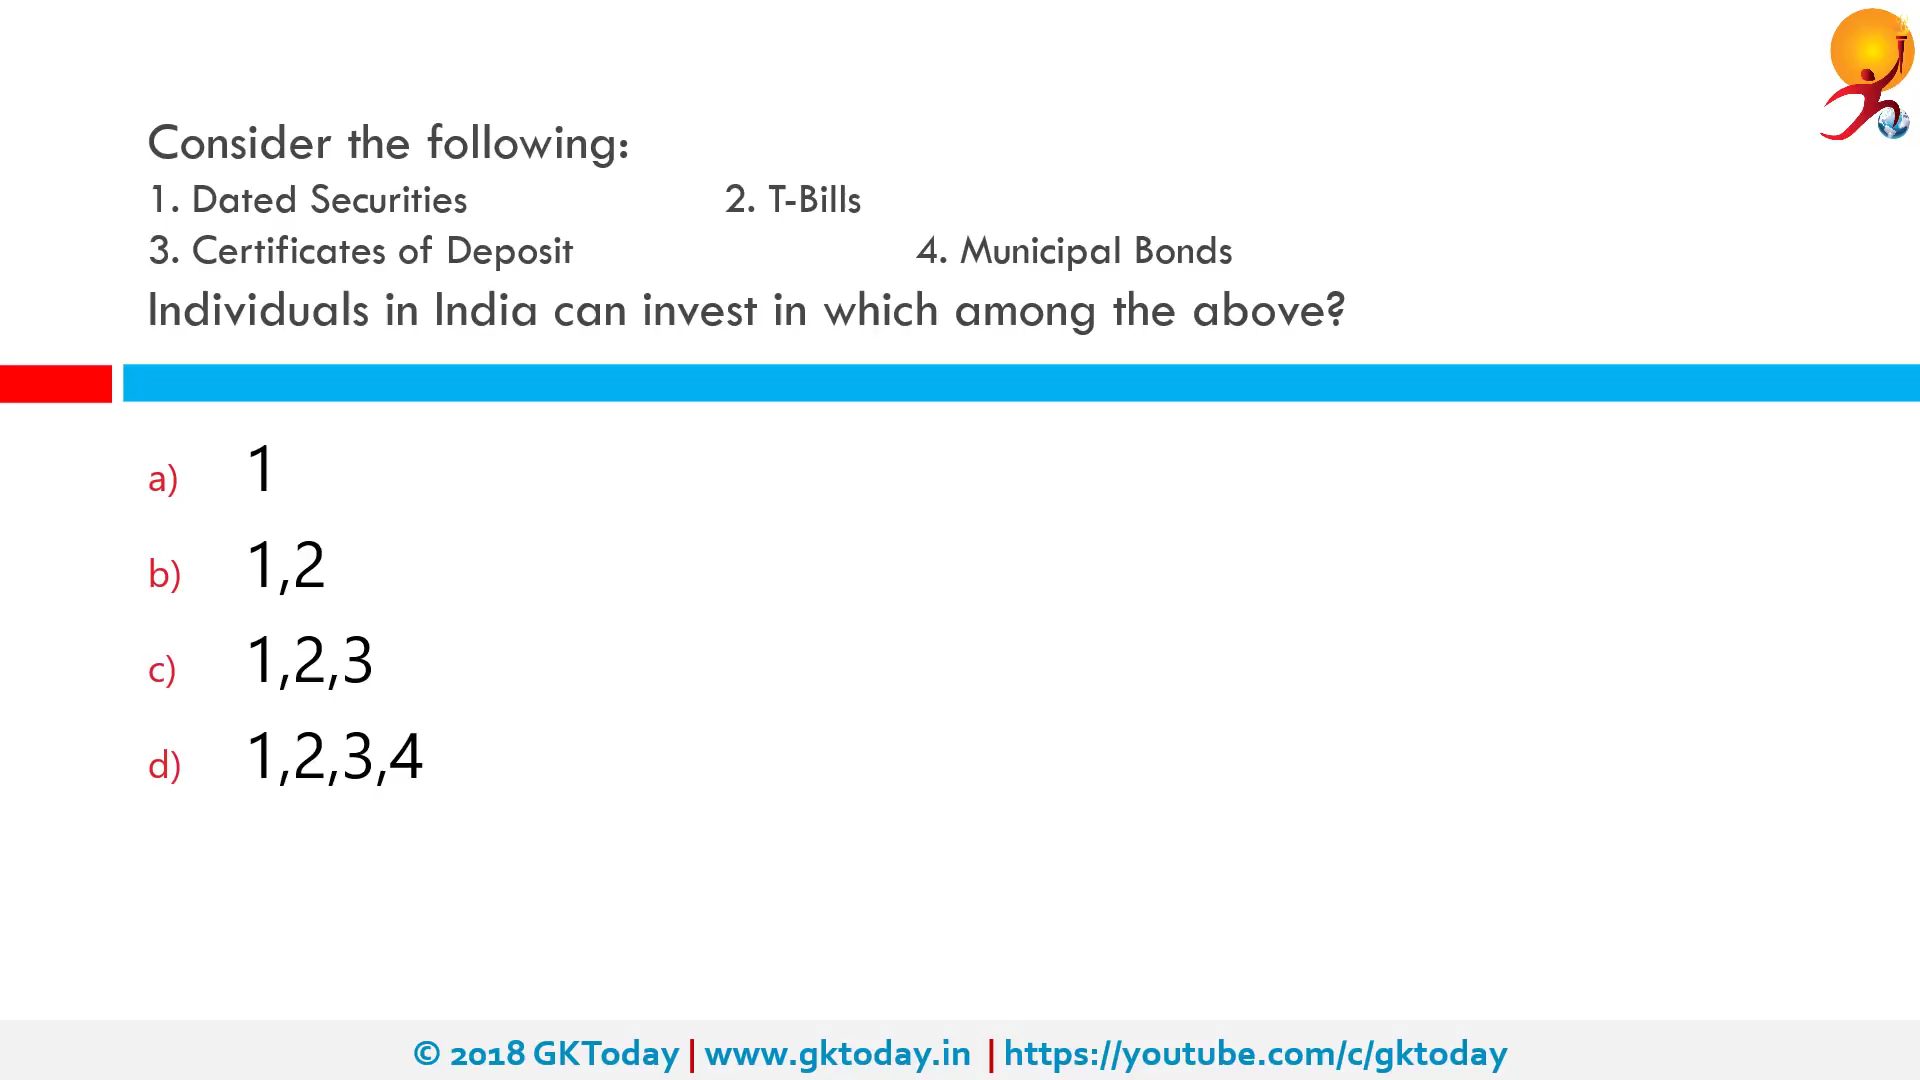 Consider the following:
1. Dated Securities 2. T-Bills
3. Certificates of Deposit 4. Municipal Bonds
Individuals in India can invest in which among the above?
a) 1
b) 1,2
c) 1,2,3
d) 1,2,3,4
© 2018 GKToday | www.gktoday.in | https://youtube.com/c/gktoday